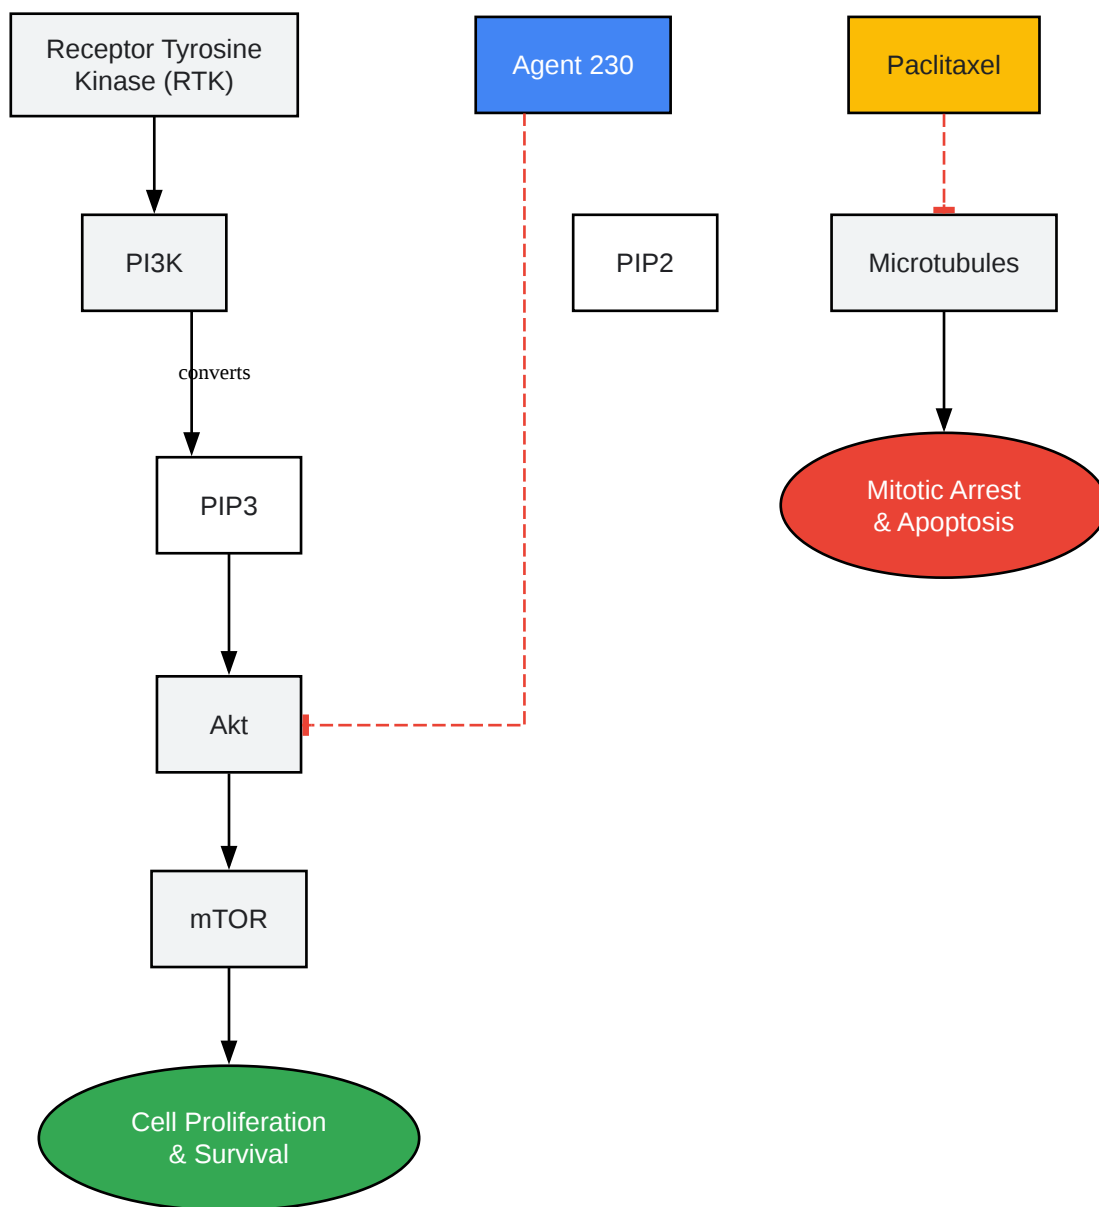 Receptor Tyrosine
Kinase (RTK)
Agent 230
Paclitaxel
PI3K
PIP2
Microtubules
converts
PIP3
Mitotic Arrest
& Apoptosis
Akt
mTOR
Cell Proliferation
& Survival